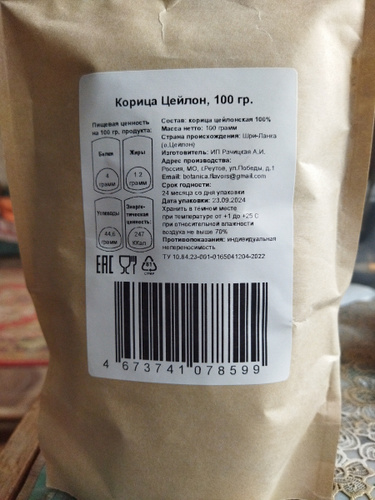 Корица Цейлон, 100 гр.
Пищевая ценность
на 100 гр. продукта:
Белки
4
грамм
Жиры
1.2
грамм
Углеводы
44,6
грамм
Энерге-
тическая
ценность:
247
ККал
Состав: корица цейлонская 100%
Масса нетто: 100 грамм
Страна происхождения: Шри-Ланка
(о.Цейлон)
Изготовитель: ИП Рачицкая А.И.
Адрес производства:
Россия, МО, г.Реутов, ул.Победы, д.1
Email: botanica.flavors@gmail.com
Срок годности:
24 месяца со дня упаковки
Дата упаковки: 23.09.2024
Хранить в темном месте
при температуре от +1 до +25 С
при относительной влажности
воздуха не выше 70%
Противопоказания: индивидуальная
непереносимость
ТУ 10.84.23-001-0165041204-2022
EAC
81
4 673741 078599